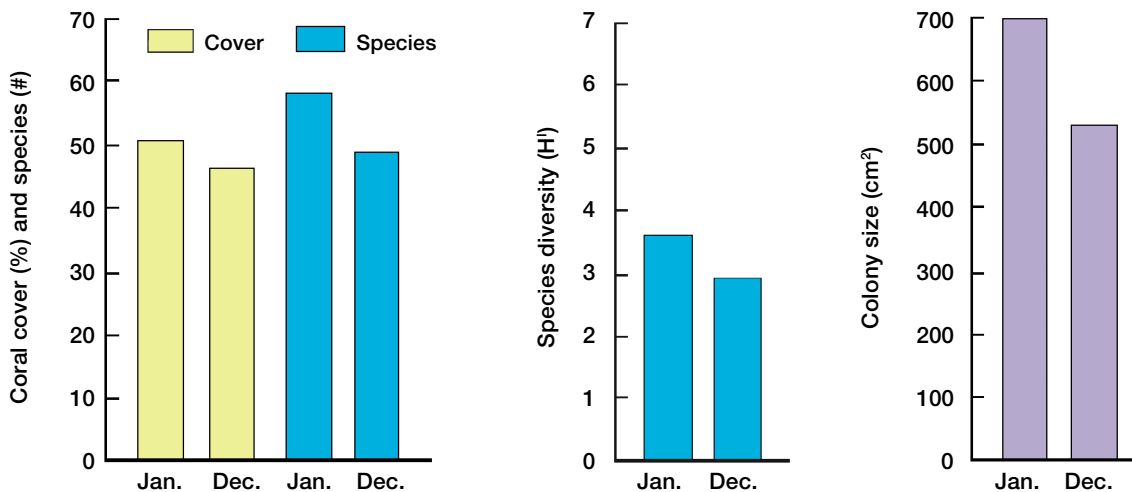 Coral cover (%) and species (#)
70
60
50
40
30
20
10
0
Cover
Species
Jan.
Dec.
Jan.
Dec.
Species diversity (H')
7
6
5
4
3
2
1
0
Jan.
Dec.
Colony size (cm²)
700
600
500
400
300
200
100
0
Jan.
Dec.